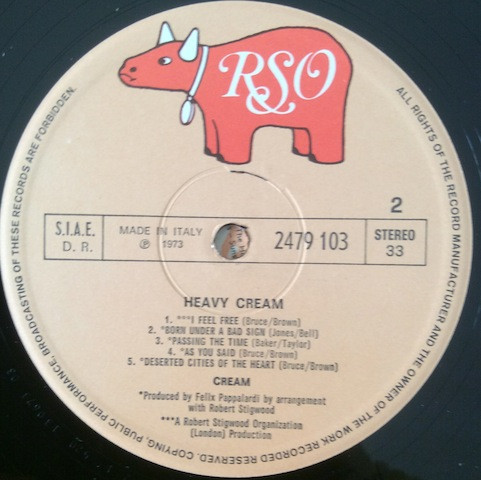 RSO
S.I.A.E.
D. R.
MADE IN ITALY
Ⓟ 1973
2479 103
2
STEREO
33
HEAVY CREAM
1. ***I FEEL FREE (Bruce/Brown)
2. *BORN UNDER A BAD SIGN (Jones/Bell)
3. *PASSING THE TIME (Baker/Taylor)
4. *AS YOU SAID (Bruce/Brown)
5. *DESERTED CITIES OF THE HEART (Bruce/Brown)
CREAM
*Produced by Felix Pappalardi by arrangement
with Robert Stigwood
***A Robert Stigwood Organization
(London) Production
ALL RIGHTS OF THE RECORD MANUFACTURER AND THE OWNER OF THE WORK RECORDED RESERVED. COPYING, PUBLIC PERFORMANCE, BROADCASTING OF THESE RECORDS ARE FORBIDDEN.